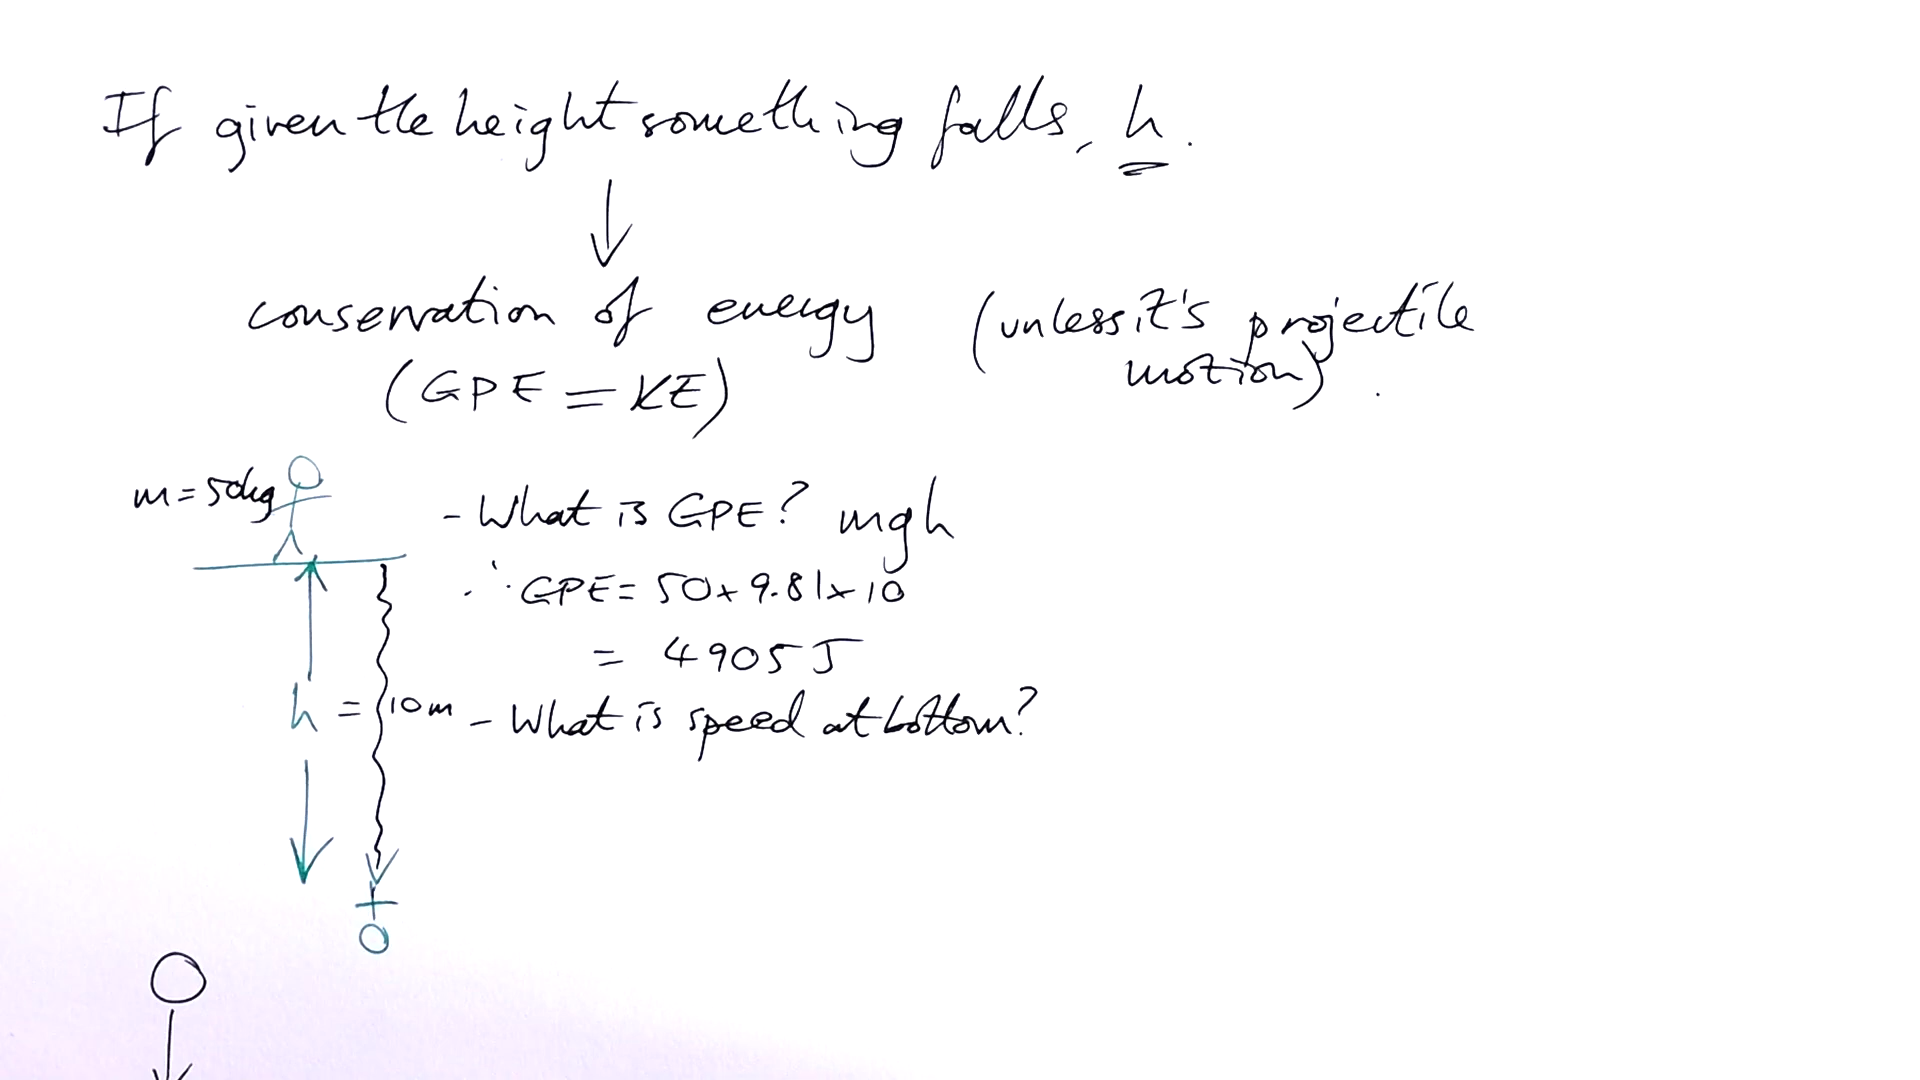 If given the height something falls, h.
conservation of energy (unless it's projectile motion).
(GPE = KE)
m = 50kg
- What is GPE? mgh
∴ GPE = 50 x 9.81 x 10
= 4905 J
h = 10m
- What is speed at bottom?